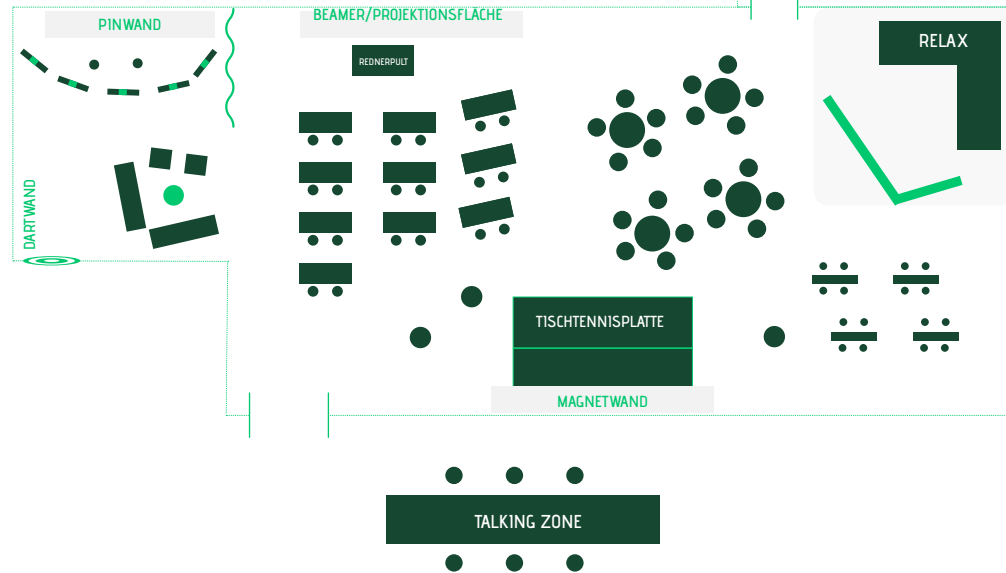 BEAMER/PROJEKTIONSFLÄCHE
PINWAND
RELAX
REDNERPULT
DARTWAND
TISCHTENNISPLATTE
MAGNETWAND
TALKING ZONE